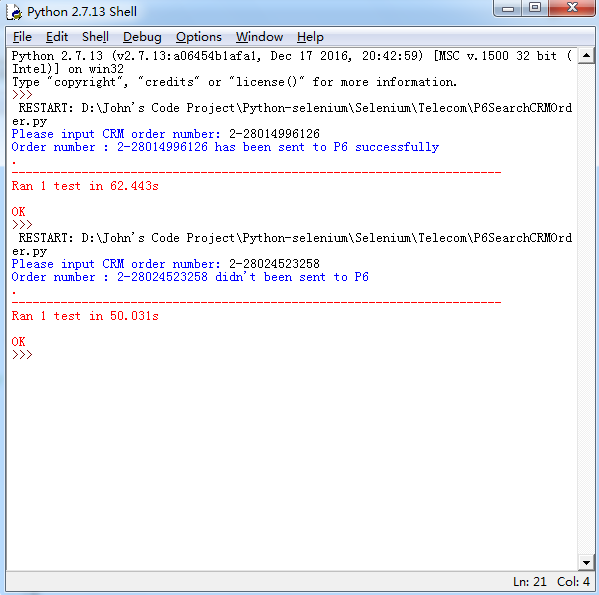 Python 2.7.13 Shell
File Edit Shell Debug Options Window Help
Python 2.7.13 (v2.7.13:a06454b1afa1, Dec 17 2016, 20:42:59) [MSC v.1500 32 bit (
Intel)] on win32
Type "copyright", "credits" or "license()" for more information.
>>>
RESTART: D:\John's Code Project\Python-selenium\Selenium\Telecom\P6SearchCRMOrd
er.py
Please input CRM order number: 2-28014996126
Order number : 2-28014996126 has been sent to P6 successfully
.
----------------------------------------------------------------------
Ran 1 test in 62.443s
OK
>>>
RESTART: D:\John's Code Project\Python-selenium\Selenium\Telecom\P6SearchCRMOrd
er.py
Please input CRM order number: 2-28024523258
Order number : 2-28024523258 didn't been sent to P6
.
----------------------------------------------------------------------
Ran 1 test in 50.031s
OK
>>>
Ln: 21 Col: 4